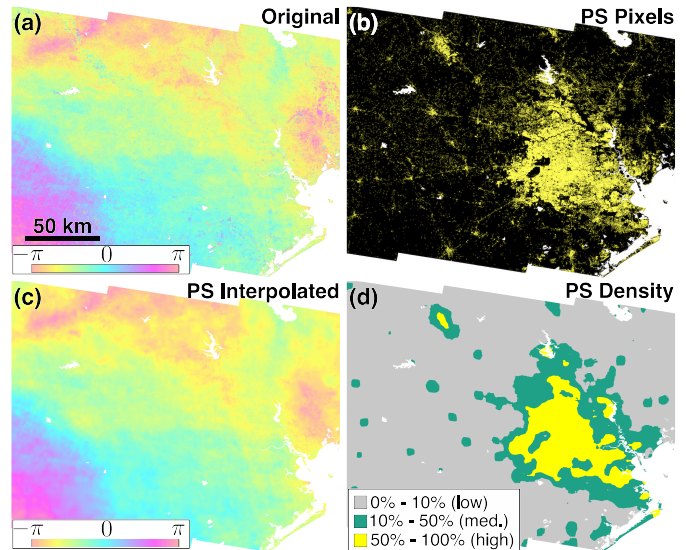 (a) Original
(b) PS Pixels
50 km
−π 0 π
(c) PS Interpolated
(d) PS Density
−π 0 π
0% - 10% (low)
10% - 50% (med.)
50% - 100% (high)